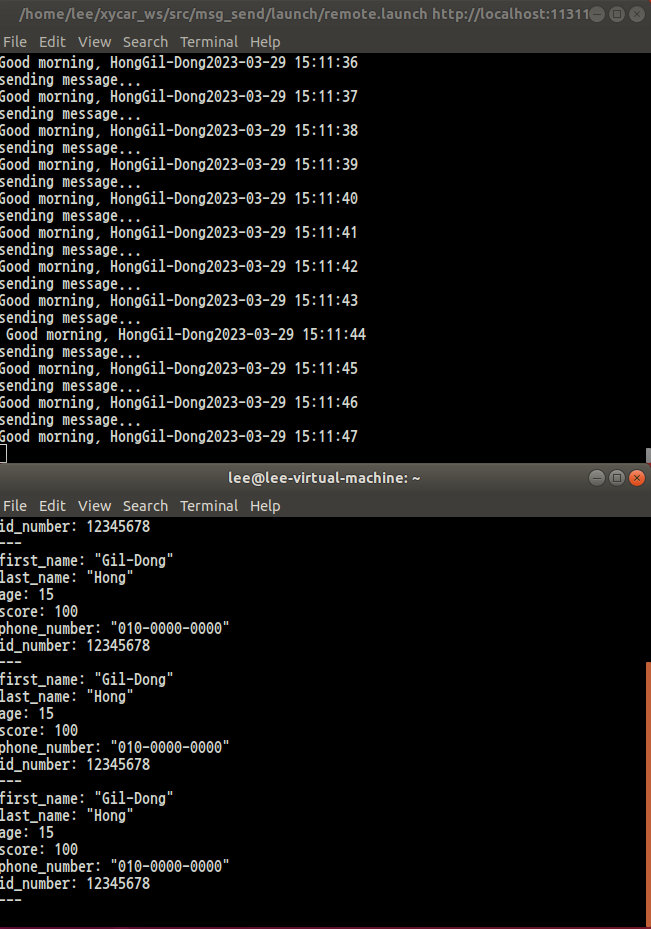 /home/lee/xycar_ws/src/msg_send/launch/remote.launch http://localhost:11311
File Edit View Search Terminal Help
Good morning, HongGil-Dong2023-03-29 15:11:36
sending message...
Good morning, HongGil-Dong2023-03-29 15:11:37
sending message...
Good morning, HongGil-Dong2023-03-29 15:11:38
sending message...
Good morning, HongGil-Dong2023-03-29 15:11:39
sending message...
Good morning, HongGil-Dong2023-03-29 15:11:40
sending message...
Good morning, HongGil-Dong2023-03-29 15:11:41
sending message...
Good morning, HongGil-Dong2023-03-29 15:11:42
sending message...
Good morning, HongGil-Dong2023-03-29 15:11:43
sending message...
Good morning, HongGil-Dong2023-03-29 15:11:44
sending message...
Good morning, HongGil-Dong2023-03-29 15:11:45
sending message...
Good morning, HongGil-Dong2023-03-29 15:11:46
sending message...
Good morning, HongGil-Dong2023-03-29 15:11:47
lee@lee-virtual-machine: ~
File Edit View Search Terminal Help
id_number: 12345678
---
first_name: "Gil-Dong"
last_name: "Hong"
age: 15
score: 100
phone_number: "010-0000-0000"
id_number: 12345678
---
first_name: "Gil-Dong"
last_name: "Hong"
age: 15
score: 100
phone_number: "010-0000-0000"
id_number: 12345678
---
first_name: "Gil-Dong"
last_name: "Hong"
age: 15
score: 100
phone_number: "010-0000-0000"
id_number: 12345678
---